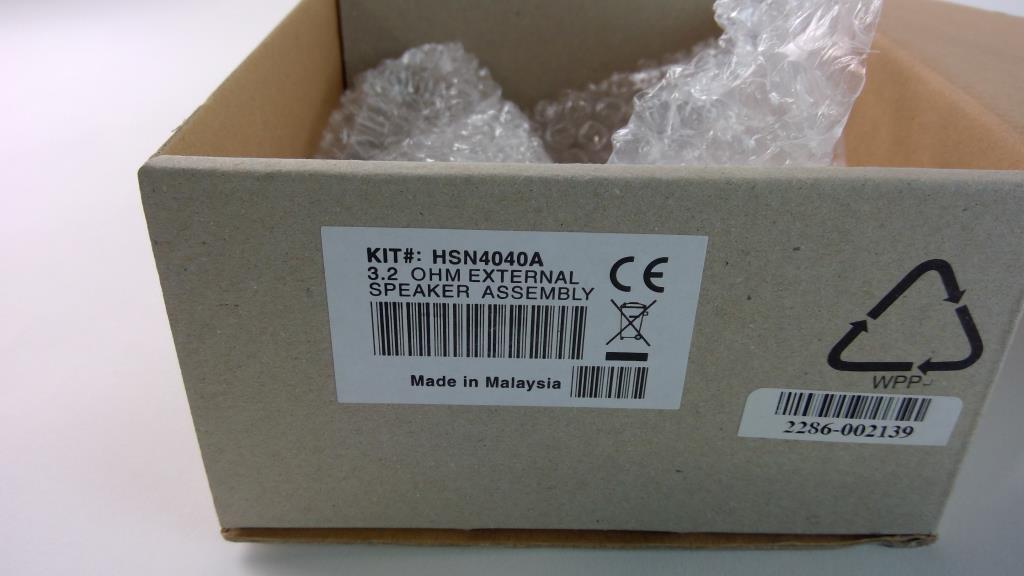 KIT#: HSN4040A
3.2 OHM EXTERNAL
SPEAKER ASSEMBLY
CE
Made in Malaysia
WPP
2286-002139